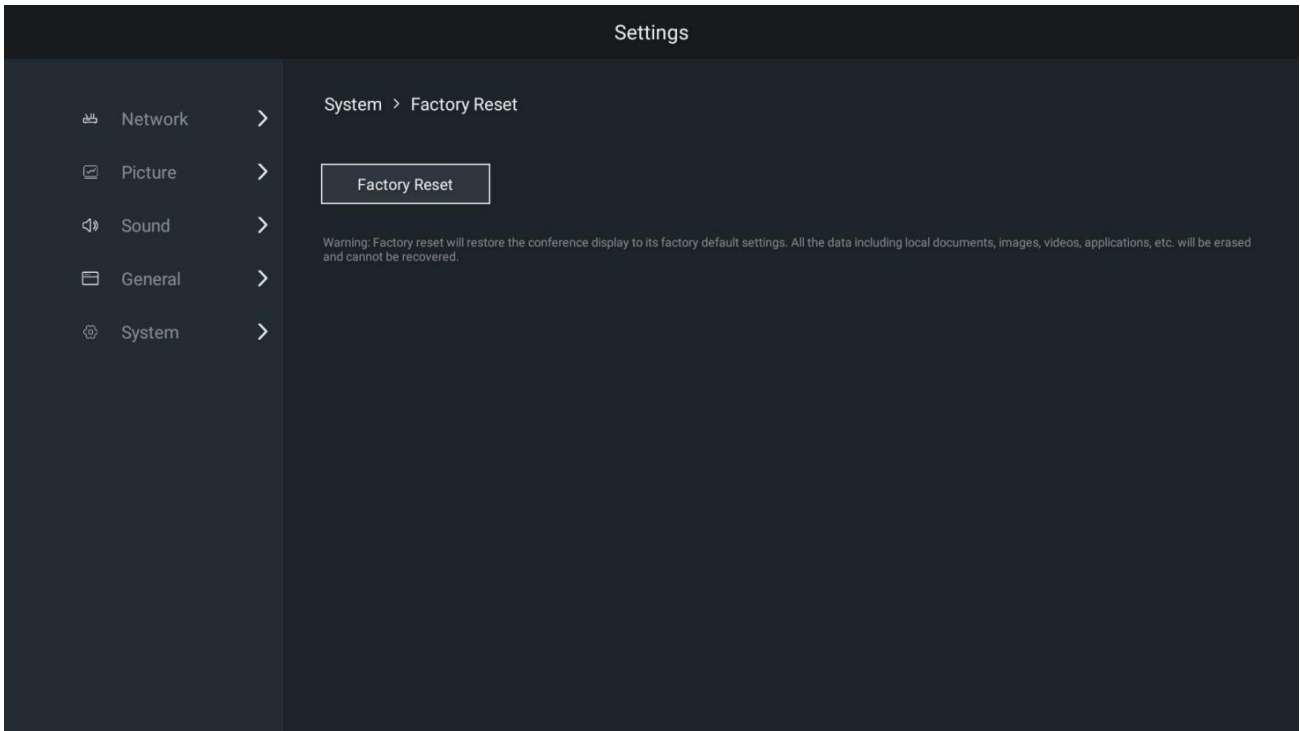 Settings
Network
Picture
Sound
General
System
System > Factory Reset
Factory Reset
Warning: Factory reset will restore the conference display to its factory default settings. All the data including local documents, images, videos, applications, etc. will be erased
and cannot be recovered.